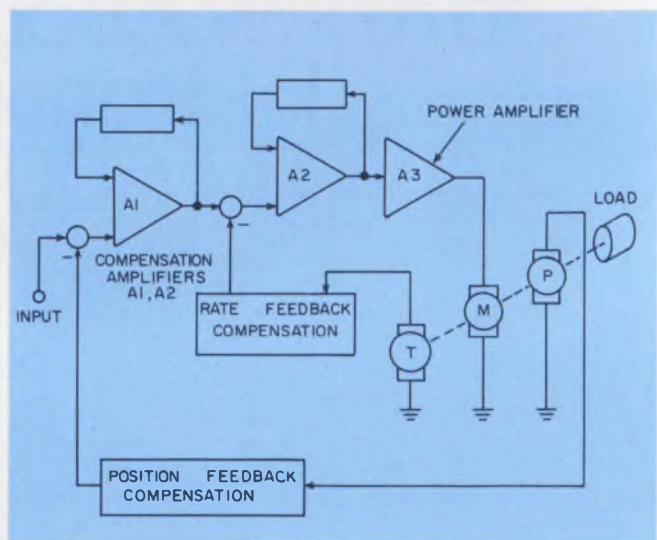 POWER AMPLIFIER
LOAD
A1
A2
A3
P
M
T
COMPENSATION
AMPLIFIERS
A1, A2
INPUT
RATE FEEDBACK
COMPENSATION
POSITION FEEDBACK
COMPENSATION